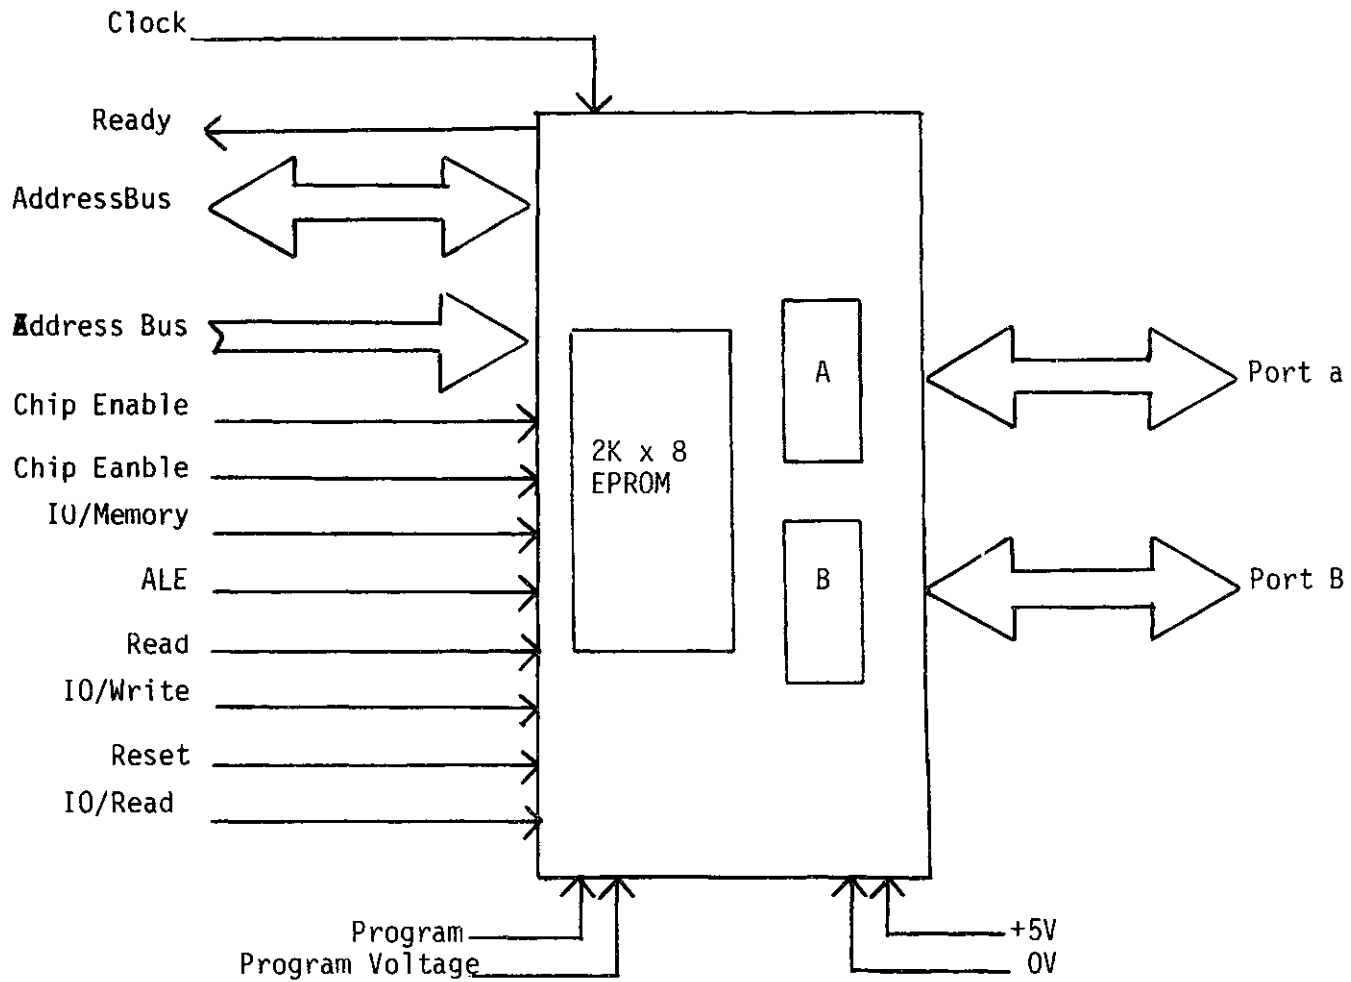 Clock
Ready
AddressBus
Address Bus
Chip Enable
Chip Eanble
IO/Memory
ALE
Read
IO/Write
Reset
IO/Read
2K x 8
EPROM
A
B
Port a
Port B
Program
Program Voltage
+5V
0V